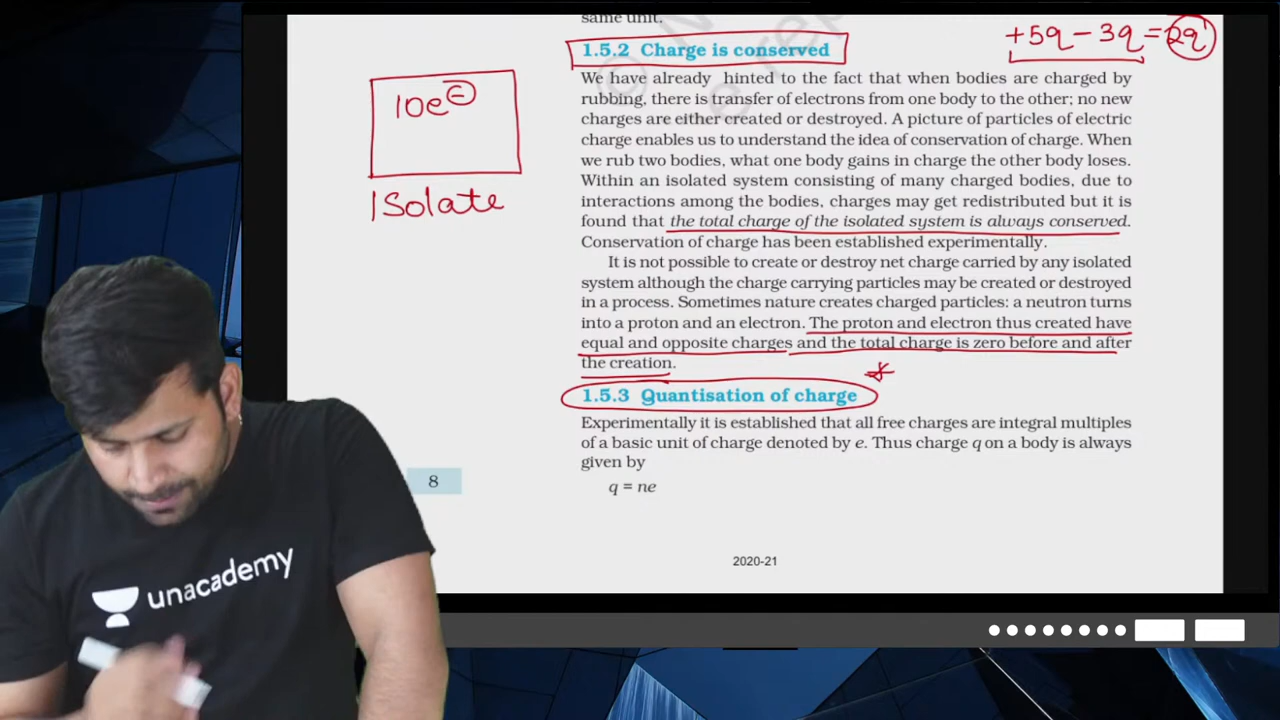 same unit.
+5q - 3q = 2q
1.5.2 Charge is conserved
We have already hinted to the fact that when bodies are charged by
rubbing, there is transfer of electrons from one body to the other; no new
charges are either created or destroyed. A picture of particles of electric
charge enables us to understand the idea of conservation of charge. When
we rub two bodies, what one body gains in charge the other body loses.
Within an isolated system consisting of many charged bodies, due to
interactions among the bodies, charges may get redistributed but it is
found that the total charge of the isolated system is always conserved.
Conservation of charge has been established experimentally.
It is not possible to create or destroy net charge carried by any isolated
system although the charge carrying particles may be created or destroyed
in a process. Sometimes nature creates charged particles: a neutron turns
into a proton and an electron. The proton and electron thus created have
equal and opposite charges and the total charge is zero before and after
the creation.
10e⊖
Isolate
1.5.3 Quantisation of charge
Experimentally it is established that all free charges are integral multiples
of a basic unit of charge denoted by e. Thus charge q on a body is always
given by
q = ne
8
2020-21
unacademy